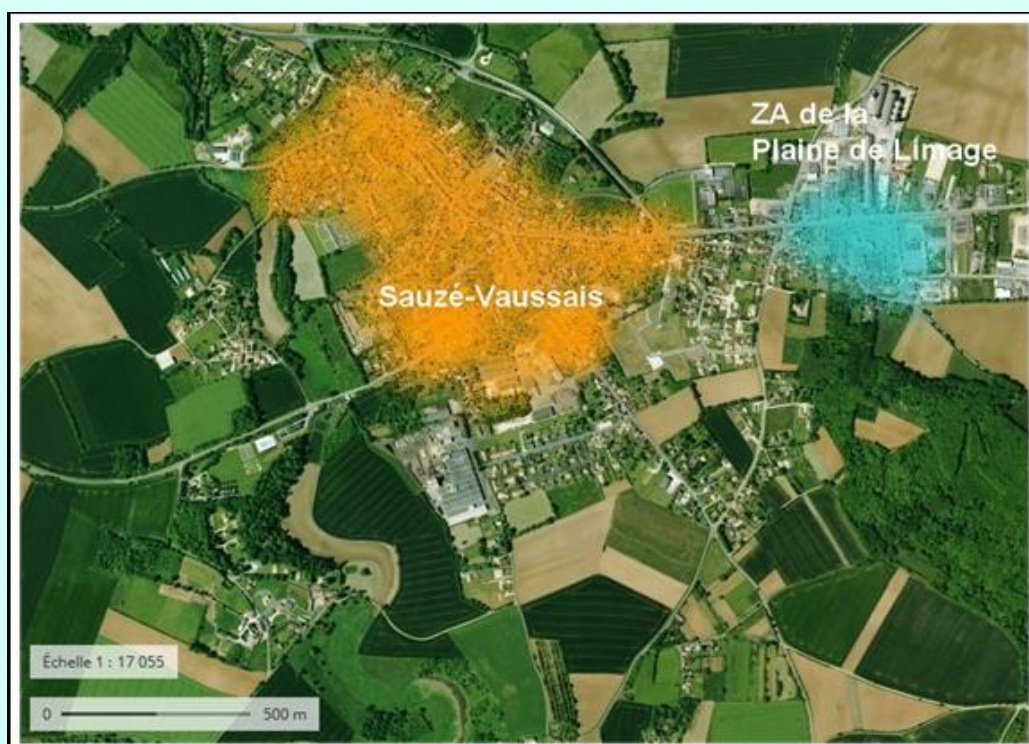 ZA de la
Plaine de Limage
Sauzé-Vaussais
Échelle 1 : 17 055
0 500 m